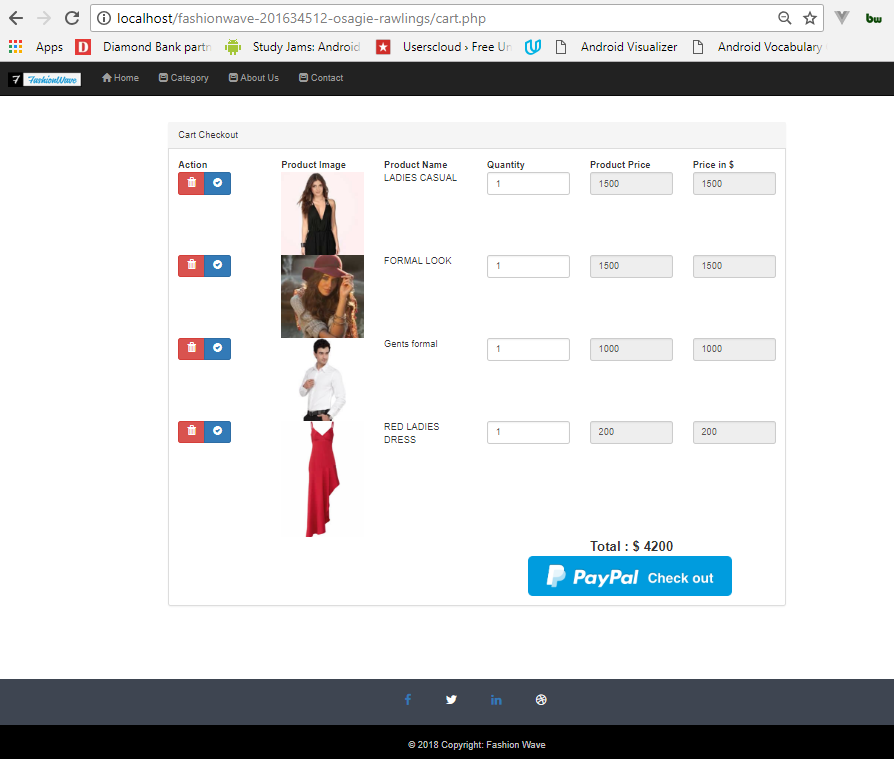 localhost/fashionwave-201634512-osagie-rawlings/cart.php
Apps D Diamond Bank partn Study Jams: Android Userscloud › Free Un Android Visualizer Android Vocabulary
bw
FashionWave Home Category About Us Contact
Cart Checkout
Action Product Image Product Name Quantity Product Price Price in $
LADIES CASUAL 1 1500 1500
FORMAL LOOK 1 1500 1500
Gents formal 1 1000 1000
RED LADIES DRESS 1 200 200
Total : $ 4200
PayPal Check out
© 2018 Copyright: Fashion Wave